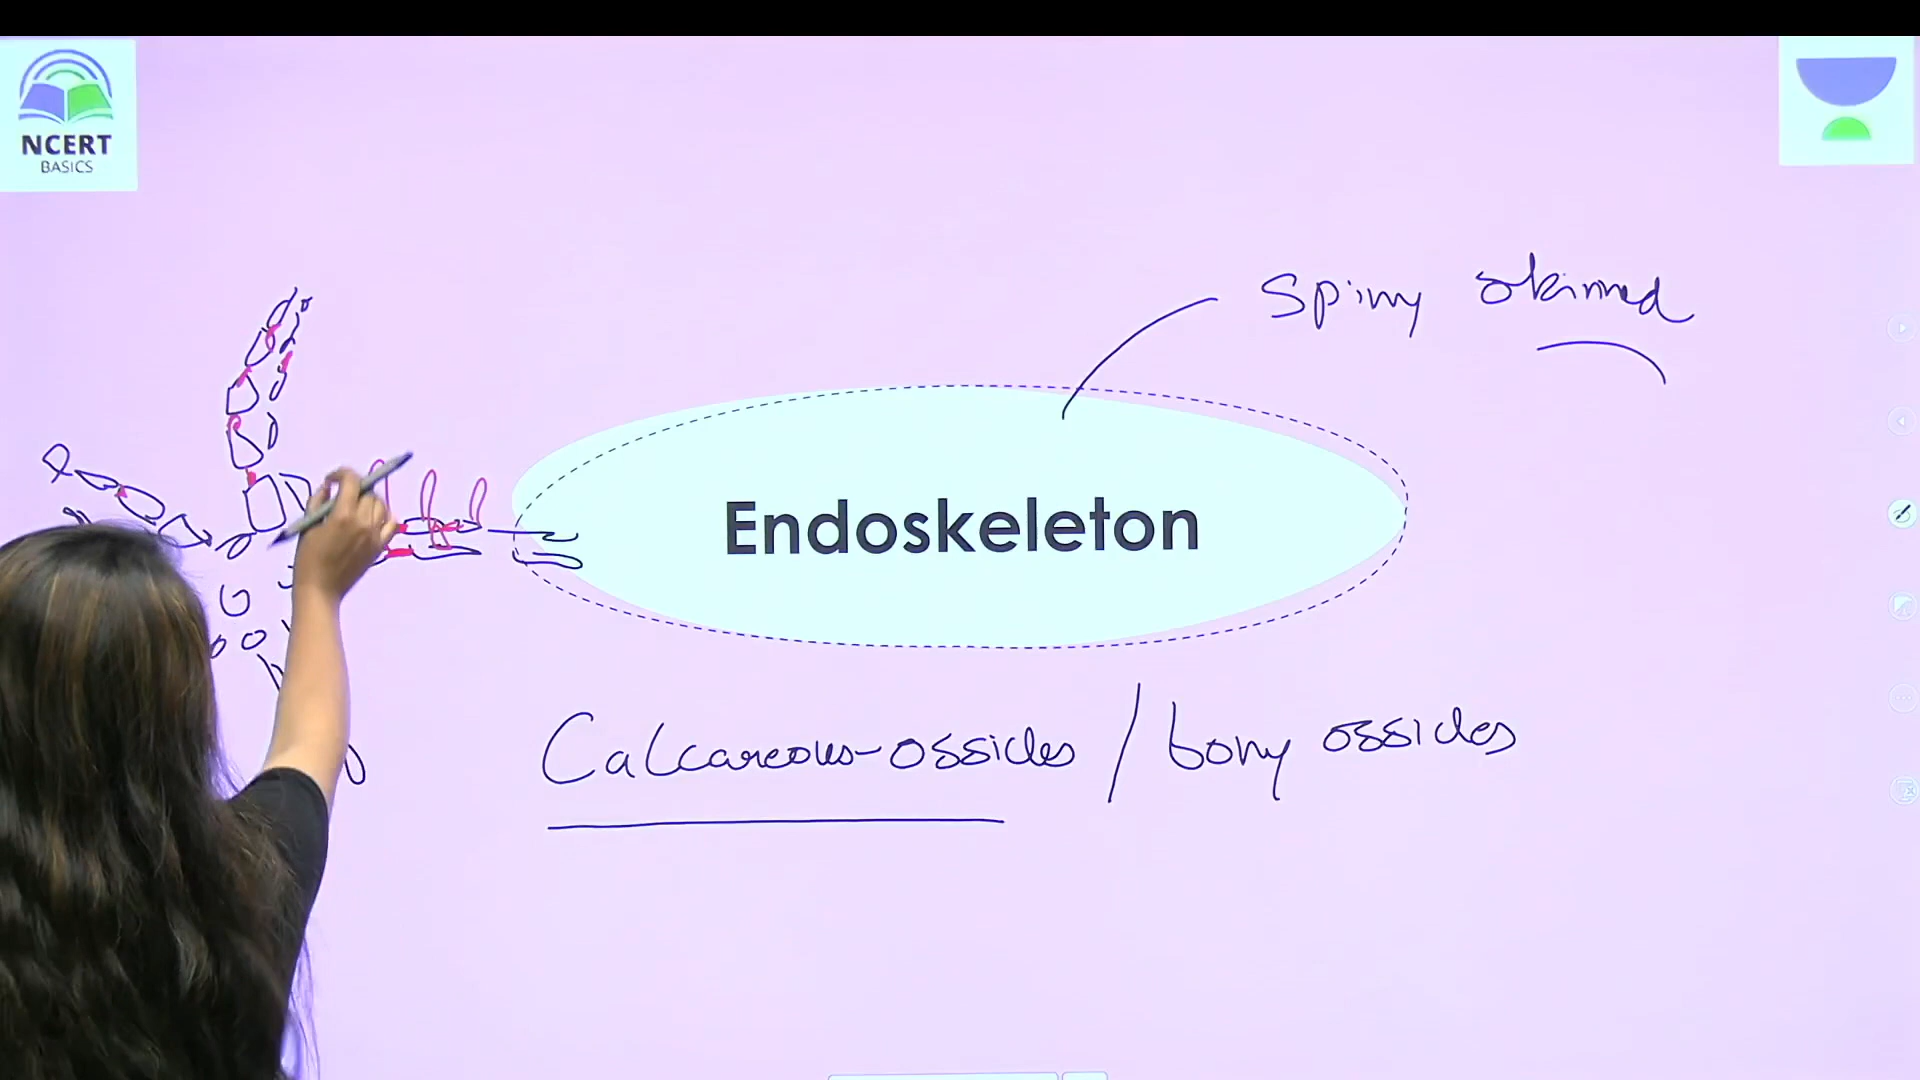 NCERT
BASICS
Spiny skinned
Endoskeleton
Calcareous-ossicles / bony ossicles